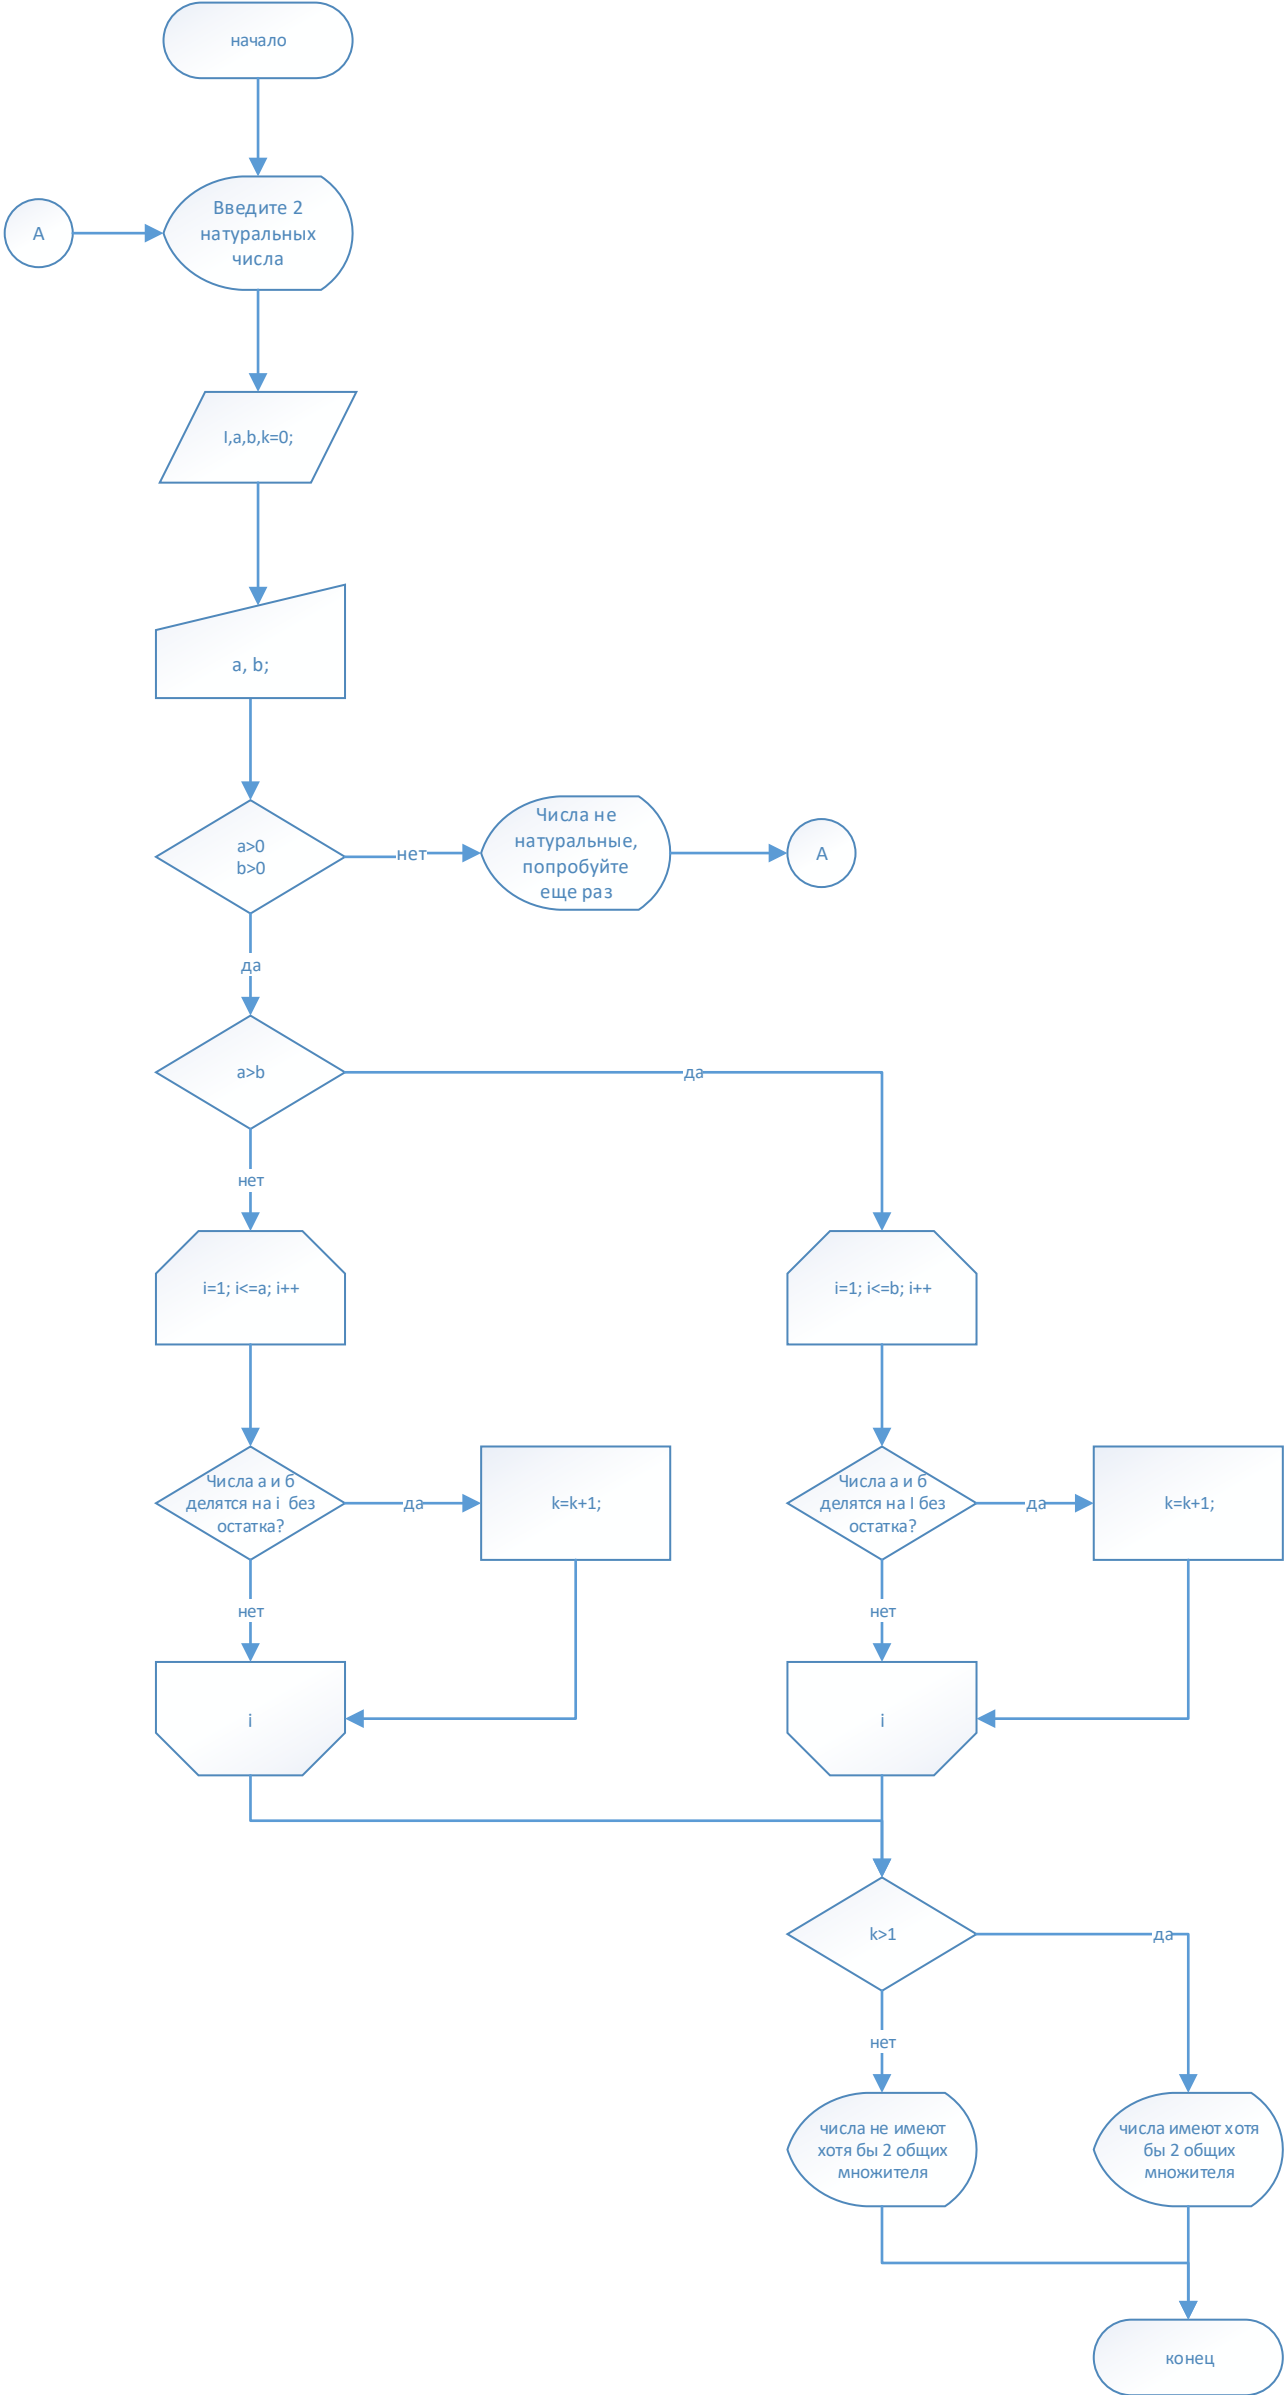 начало
A
Введите 2
натуральных
числа
I,a,b,k=0;
a, b;
a>0
b>0
нет
Числа не
натуральные,
попробуйте
еще раз
A
да
a>b
да
нет
i=1; i<=a; i++
i=1; i<=b; i++
Числа а и б
делятся на i без
остатка?
да
k=k+1;
Числа а и б
делятся на I без
остатка?
да
k=k+1;
нет
нет
i
i
k>1
да
нет
числа не имеют
хотя бы 2 общих
множителя
числа имеют хотя
бы 2 общих
множителя
конец